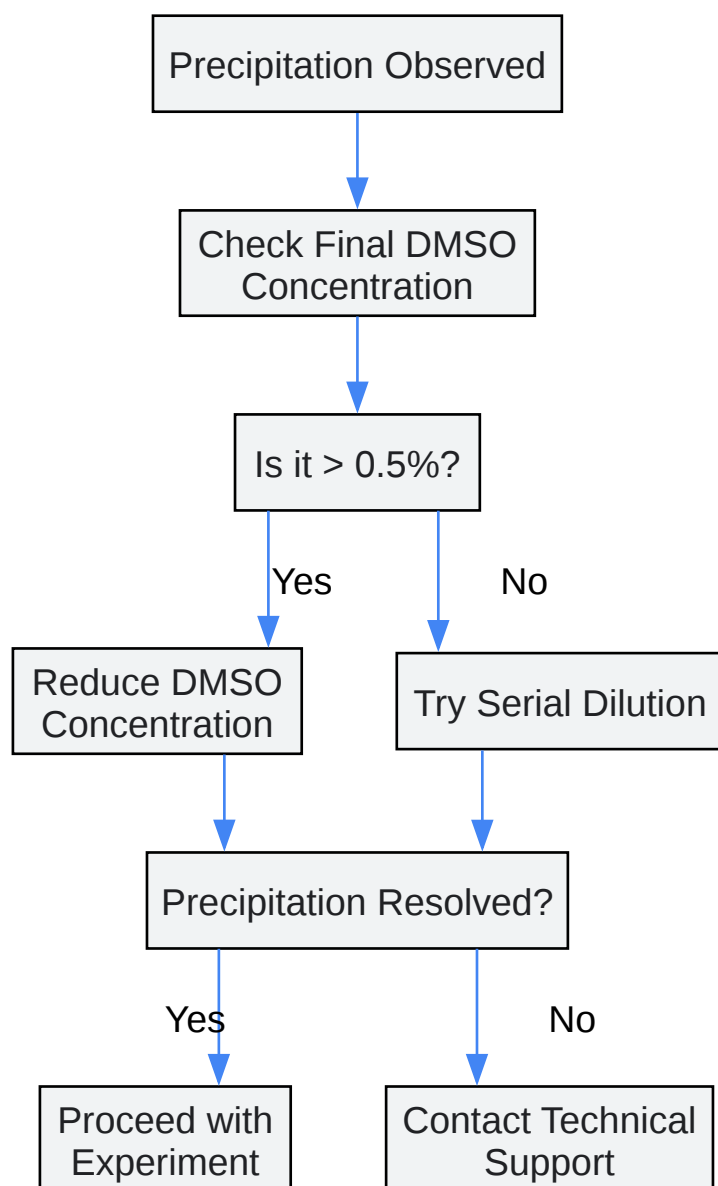 Precipitation Observed
Check Final DMSO
Concentration
Is it > 0.5%?
Yes
No
Reduce DMSO
Concentration
Try Serial Dilution
Precipitation Resolved?
Yes
No
Proceed with
Experiment
Contact Technical
Support